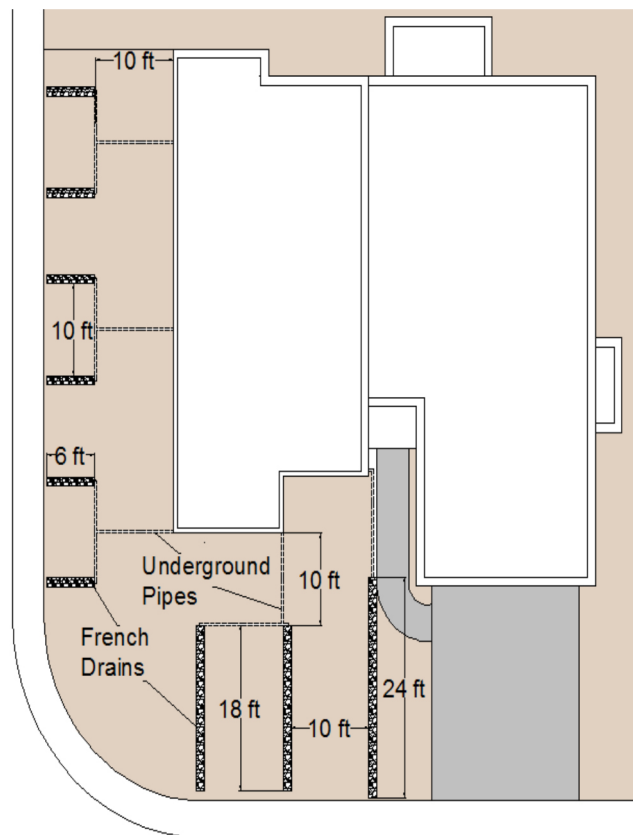 10 ft
10 ft
6 ft
Underground
Pipes
10 ft
French
Drains
18 ft
10 ft
24 ft